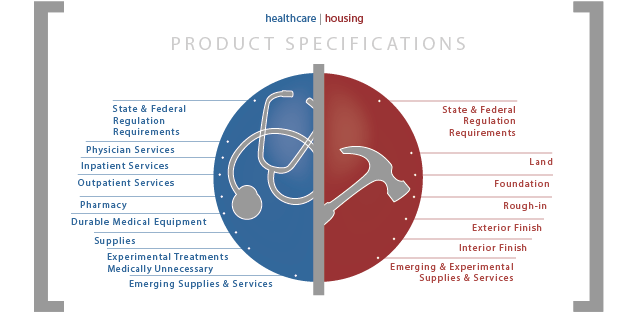 healthcare | housing
PRODUCT SPECIFICATIONS
State & Federal
Regulation
Requirements
Physician Services
Inpatient Services
Outpatient Services
Pharmacy
Durable Medical Equipment
Supplies
Experimental Treatments
Medically Unnecessary
Emerging Supplies & Services
State & Federal
Regulation
Requirements
Land
Foundation
Rough-in
Exterior Finish
Interior Finish
Emerging & Experimental
Supplies & Services